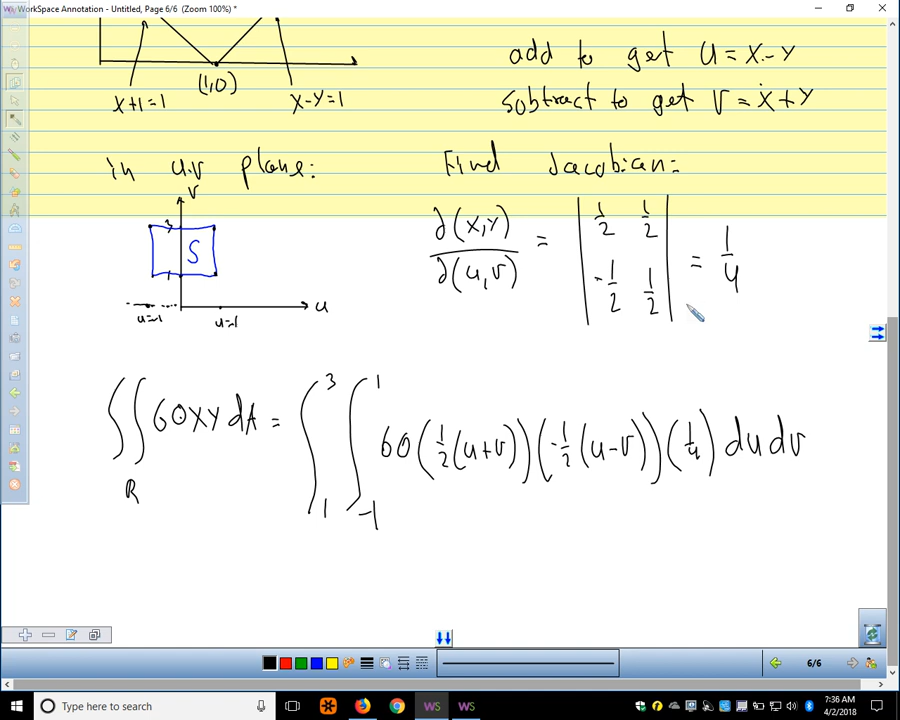 WorkSpace Annotation - Untitled, Page 6/6 (Zoom 100%) *
(1,0)
x+1=1
x-y=1
add to get u = x-y
subtract to get v = x+y
in u.v plane:
v
3
S
1
u
u=-1
u=1
Find Jacobian:
∂(x,y)/∂(u,v) = | 1/2 1/2 |
| -1/2 1/2 | = 1/4
∬_R 60xy dA = ∫_1^3 ∫_{-1}^1 60(1/2(u+v))(-1/2(u-v))(1/4) du dv
6/6
Type here to search
WS
WS
7:36 AM
4/2/2018